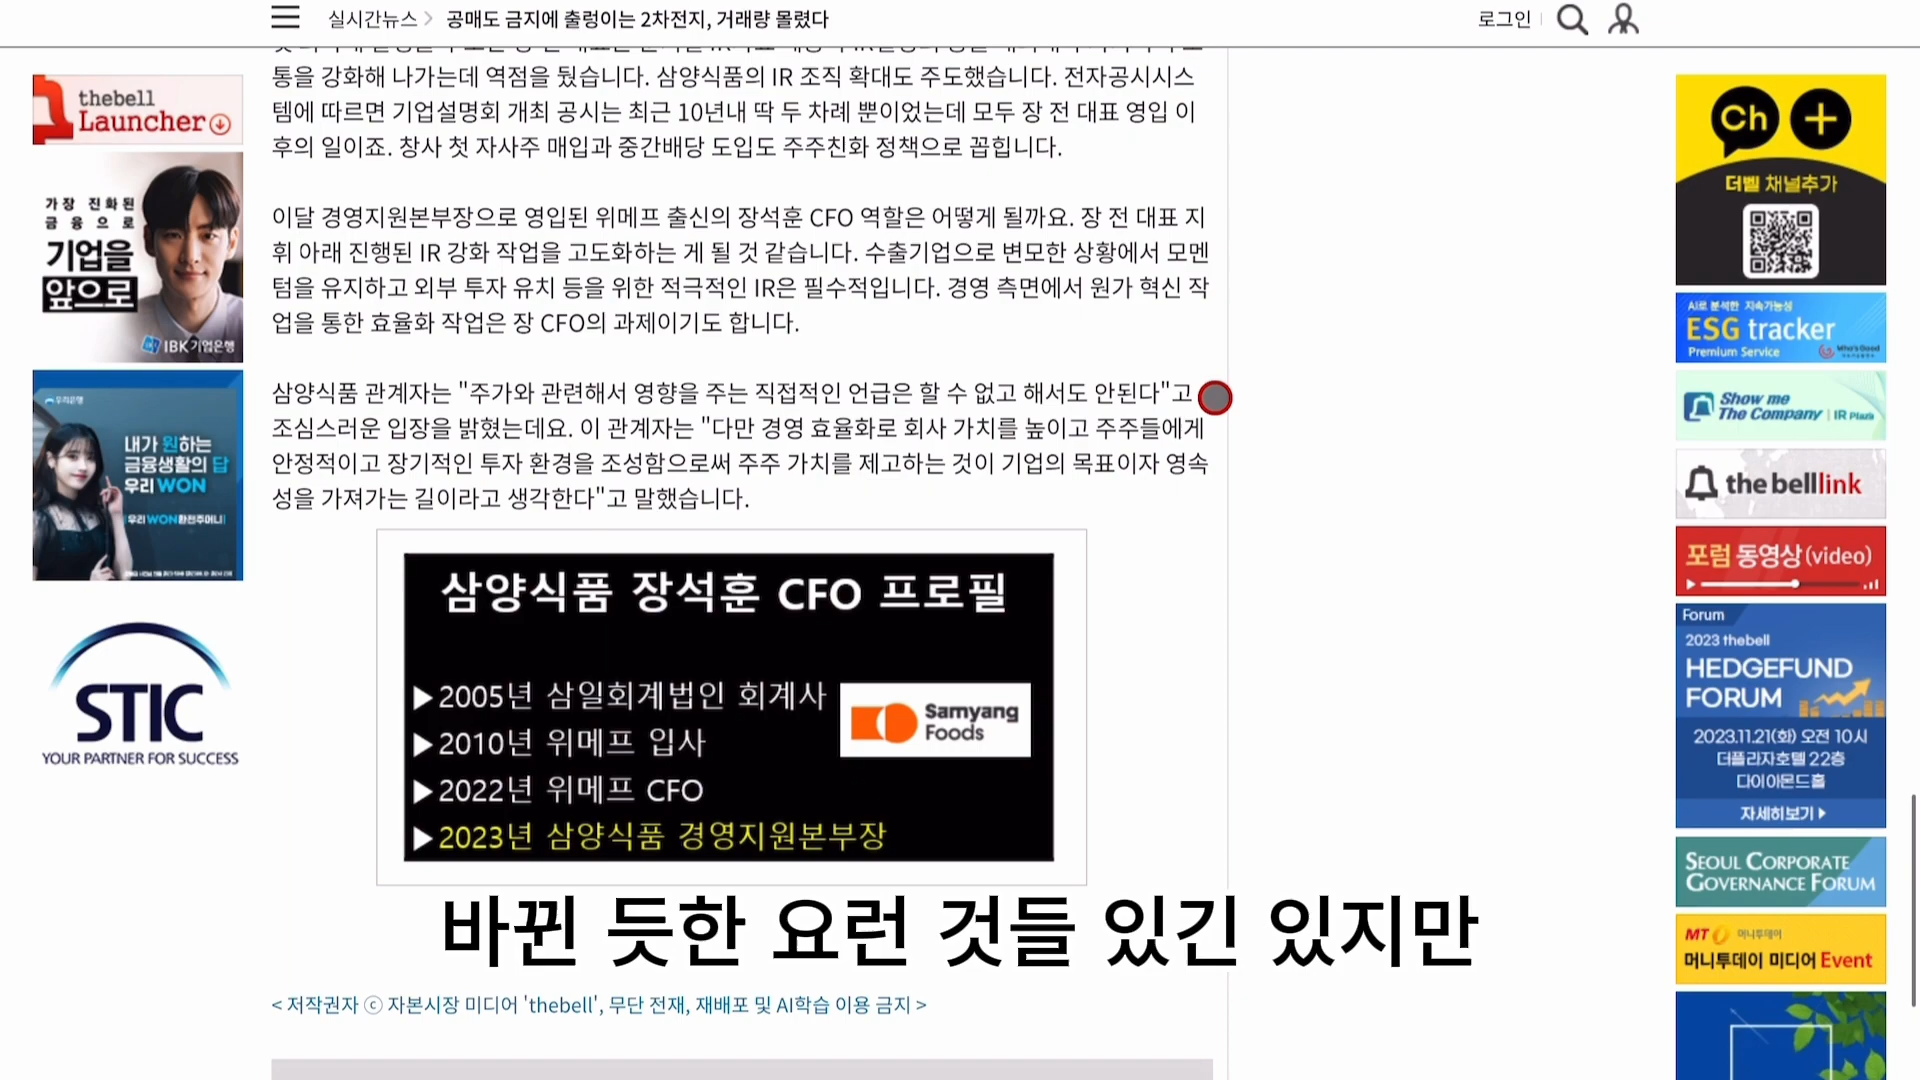 실시간뉴스 > 공매도 금지에 출렁이는 2차전지, 거래량 몰렸다
로그인
통을 강화해 나가는데 역점을 뒀습니다. 삼양식품의 IR 조직 확대도 주도했습니다. 전자공시시스
템에 따르면 기업설명회 개최 공시는 최근 10년내 딱 두 차례 뿐이었는데 모두 장 전 대표 영입 이
후의 일이죠. 창사 첫 자사주 매입과 중간배당 도입도 주주친화 정책으로 꼽힙니다.
이달 경영지원본부장으로 영입된 위메프 출신의 장석훈 CFO 역할은 어떻게 될까요. 장 전 대표 지
휘 아래 진행된 IR 강화 작업을 고도화하는 게 될 것 같습니다. 수출기업으로 변모한 상황에서 모멘
텀을 유지하고 외부 투자 유치 등을 위한 적극적인 IR은 필수적입니다. 경영 측면에서 원가 혁신 작
업을 통한 효율화 작업은 장 CFO의 과제이기도 합니다.
삼양식품 관계자는 "주가와 관련해서 영향을 주는 직접적인 언급은 할 수 없고 해서도 안된다"고
조심스러운 입장을 밝혔는데요. 이 관계자는 "다만 경영 효율화로 회사 가치를 높이고 주주들에게
안정적이고 장기적인 투자 환경을 조성함으로써 주주 가치를 제고하는 것이 기업의 목표이자 영속
성을 가져가는 길이라고 생각한다"고 말했습니다.
삼양식품 장석훈 CFO 프로필
▶2005년 삼일회계법인 회계사
▶2010년 위메프 입사
▶2022년 위메프 CFO
▶2023년 삼양식품 경영지원본부장
Samyang
Foods
바뀐 듯한 요런 것들 있긴 있지만
< 저작권자 ⓒ 자본시장 미디어 'thebell', 무단 전재, 재배포 및 AI학습 이용 금지 >
thebell
Launcher
가장 진화된
금융으로
기업을
앞으로
IBK기업은행
우리은행
내가 원하는
금융생활의 답
우리WON
우리WON환전주머니
STIC
YOUR PARTNER FOR SUCCESS
Ch +
더벨 채널추가
AI로 분석한 지속가능성
ESG tracker
Premium Service
Who's Good
Show me
The Company | IR Plaza
the belllink
포럼 동영상(video)
Forum
2023 thebell
HEDGEFUND
FORUM
2023.11.21(화) 오전 10시
더플라자호텔 22층
다이아몬드홀
자세히보기▶
SEOUL CORPORATE
GOVERNANCE FORUM
MT 머니투데이
머니투데이 미디어 Event